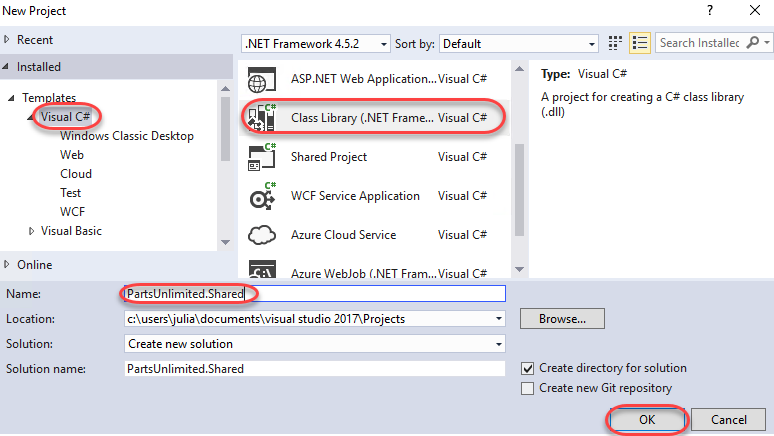 New Project ? ✕
Recent
Installed
.NET Framework 4.5.2 Sort by: Default Search Installed
Templates
Visual C#
Windows Classic Desktop
Web
Cloud
Test
WCF
Visual Basic
Online
ASP.NET Web Application... Visual C#
C# Class Library (.NET Frame... Visual C#
C# Shared Project Visual C#
C# WCF Service Application Visual C#
Azure Cloud Service Visual C#
C# Azure WebJob (.NET Fram... Visual C#
Type: Visual C#
A project for creating a C# class library
(.dll)
Name: PartsUnlimited.Shared
Location: c:\users\julia\documents\visual studio 2017\Projects Browse...
Solution: Create new solution
Solution name: PartsUnlimited.Shared
Create directory for solution
Create new Git repository
OK Cancel